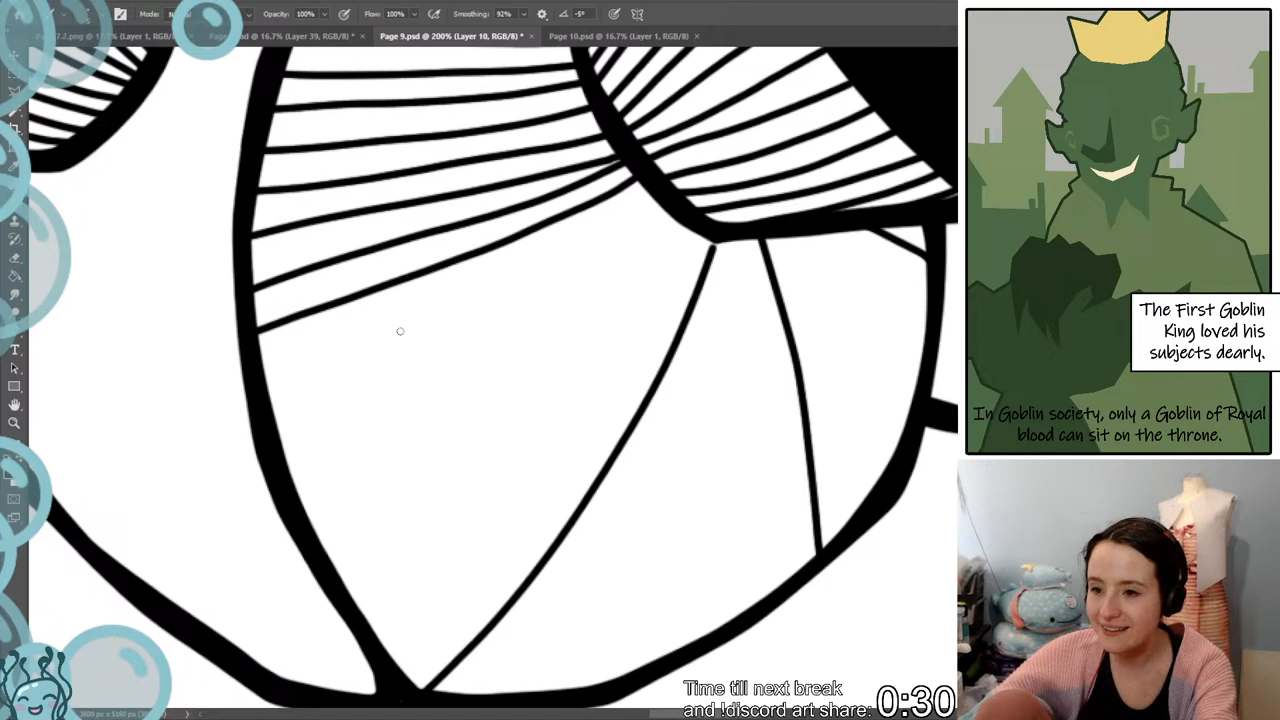 Mode: Opacity: 100% Flow: 100% Smoothing: 92% -5°
Page 9.psd @ 200% (Layer 10, RGB/8) * × Page 10.psd @ 16.7% (Layer 1, RGB/8) ×
The First Goblin
King loved his
subjects dearly.
In Goblin society, only a Goblin of Royal
blood can sit on the throne.
Time till next break
and !discord art share: 0:30